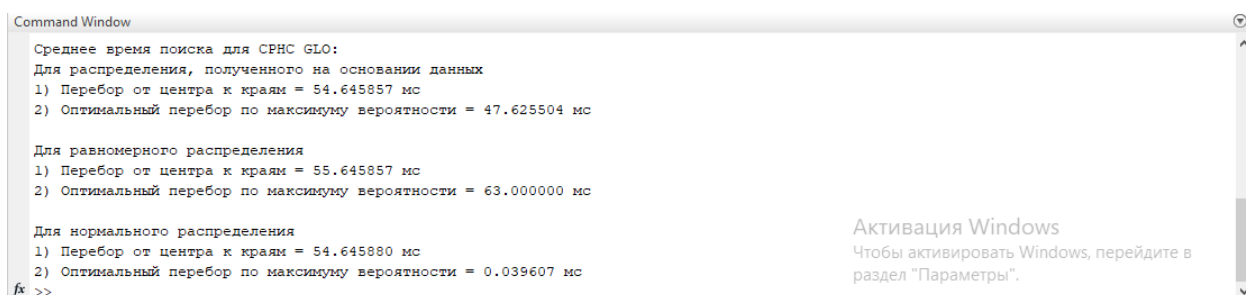 Command Window
Среднее время поиска для СРНС GLO:
Для распределения, полученного на основании данных
1) Перебор от центра к краям = 54.645857 мс
2) Оптимальный перебор по максимуму вероятности = 47.625504 мс
Для равномерного распределения
1) Перебор от центра к краям = 55.645857 мс
2) Оптимальный перебор по максимуму вероятности = 63.000000 мс
Для нормального распределения
1) Перебор от центра к краям = 54.645880 мс
2) Оптимальный перебор по максимуму вероятности = 0.039607 мс
fx >>
Активация Windows
Чтобы активировать Windows, перейдите в
раздел "Параметры".